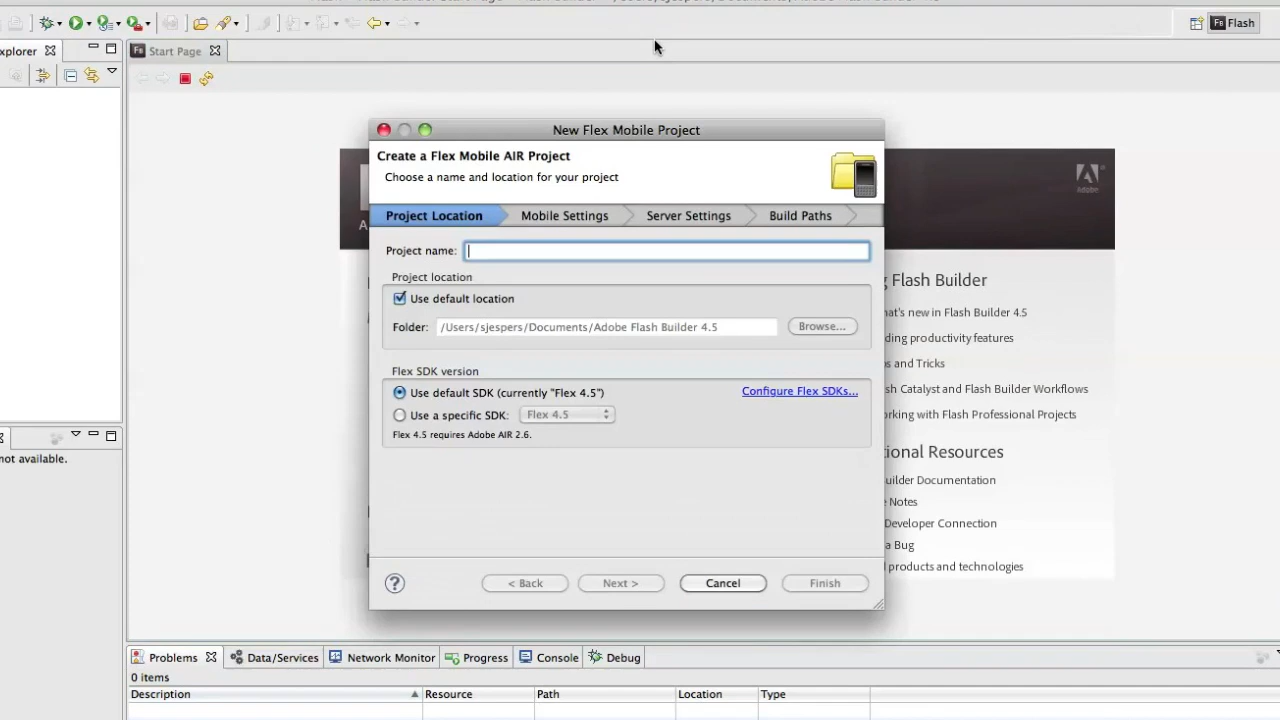 Flash
xplorer
Start Page
New Flex Mobile Project
Create a Flex Mobile AIR Project
Choose a name and location for your project
Adobe
Project Location
Mobile Settings
Server Settings
Build Paths
A
Project name:
Project location
Use default location
Folder:
/Users/sjespers/Documents/Adobe Flash Builder 4.5
Browse...
Flex SDK version
Use default SDK (currently "Flex 4.5")
Configure Flex SDKs...
Use a specific SDK:
Flex 4.5
Flex 4.5 requires Adobe AIR 2.6.
?
< Back
Next >
Cancel
Finish
g Flash Builder
at's new in Flash Builder 4.5
ding productivity features
s and Tricks
sh Catalyst and Flash Builder Workflows
orking with Flash Professional Projects
ional Resources
uilder Documentation
e Notes
Developer Connection
a Bug
products and technologies
not available.
Problems
Data/Services
Network Monitor
Progress
Console
Debug
0 items
Description
Resource
Path
Location
Type